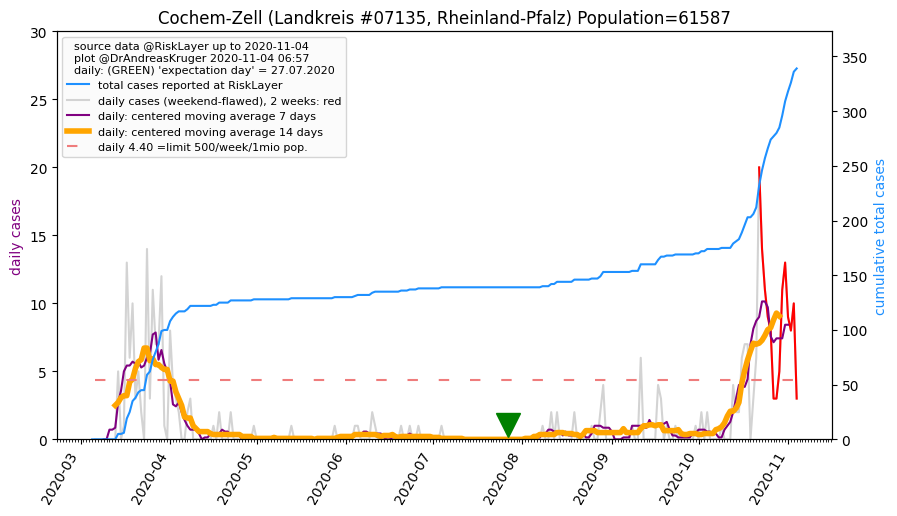 Cochem-Zell (Landkreis #07135, Rheinland-Pfalz) Population=61587
source data @RiskLayer up to 2020-11-04
plot @DrAndreasKruger 2020-11-04 06:57
daily: (GREEN) 'expectation day' = 27.07.2020
total cases reported at RiskLayer
daily cases (weekend-flawed), 2 weeks: red
daily: centered moving average 7 days
daily: centered moving average 14 days
daily 4.40 =limit 500/week/1mio pop.
daily cases
30
25
20
15
10
5
0
350
300
250
200
150
100
50
0
cumulative total cases
2020-03
2020-04
2020-05
2020-06
2020-07
2020-08
2020-09
2020-10
2020-11